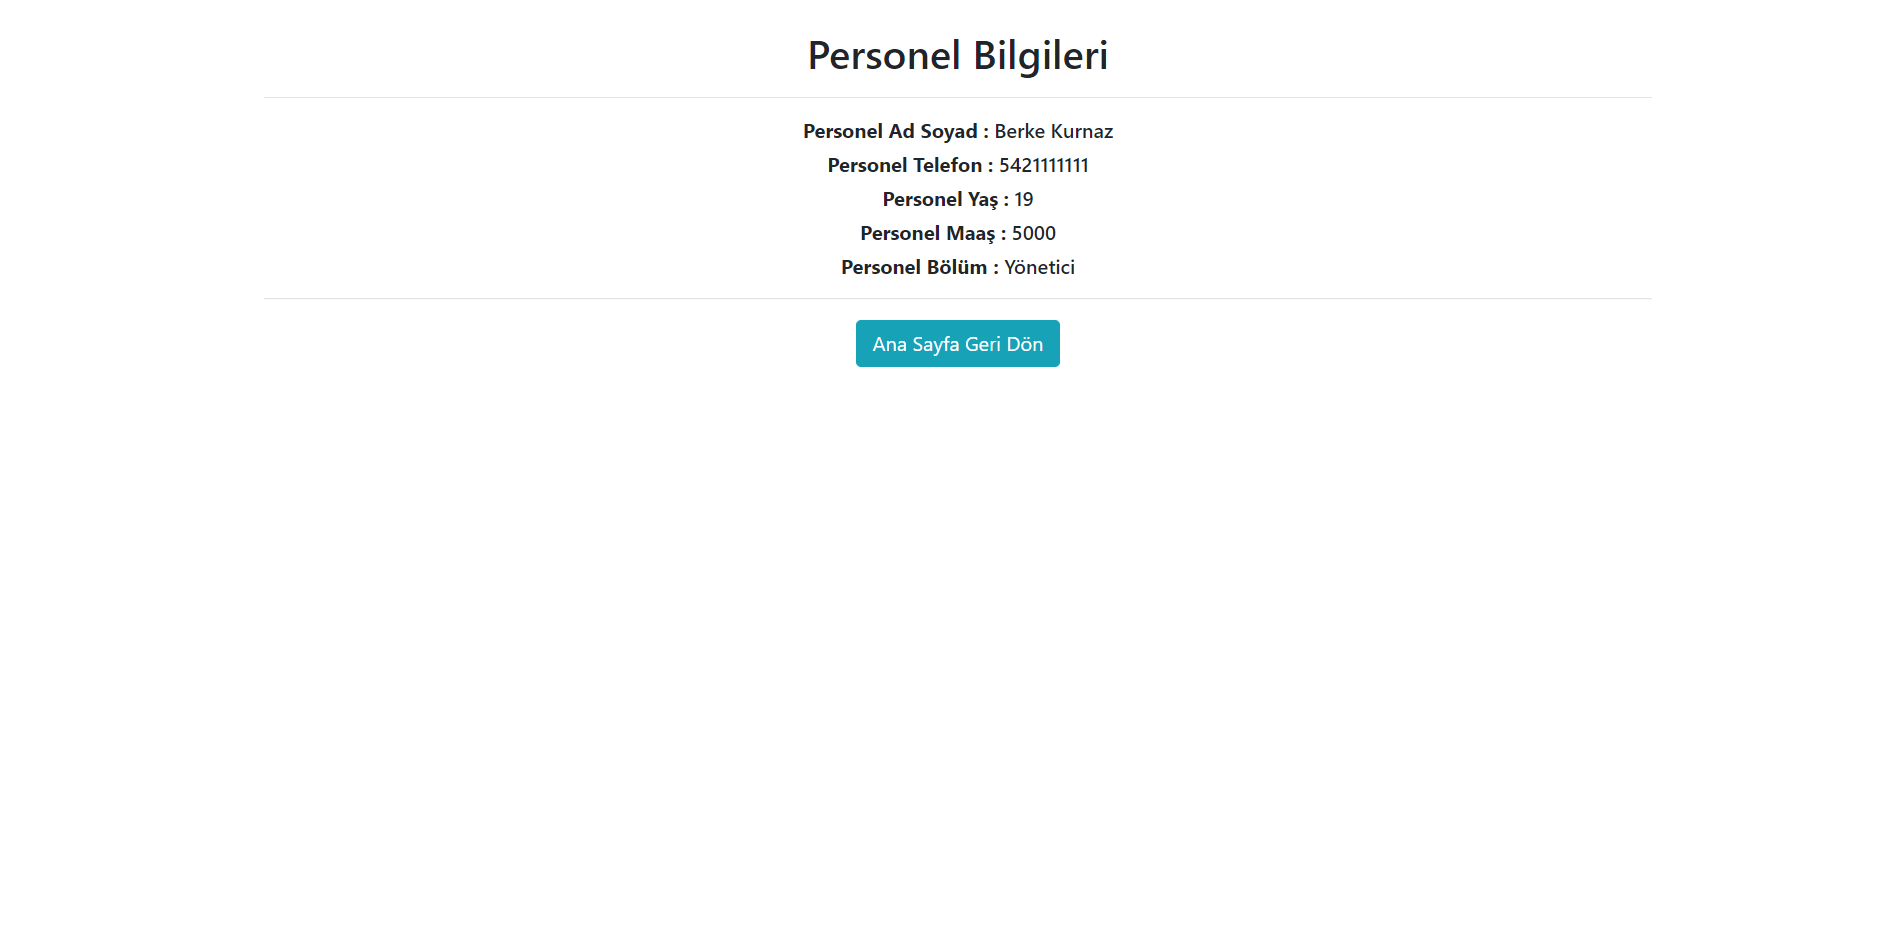 Personel Bilgileri
Personel Ad Soyad : Berke Kurnaz
Personel Telefon : 5421111111
Personel Yaş : 19
Personel Maaş : 5000
Personel Bölüm : Yönetici
Ana Sayfa Geri Dön